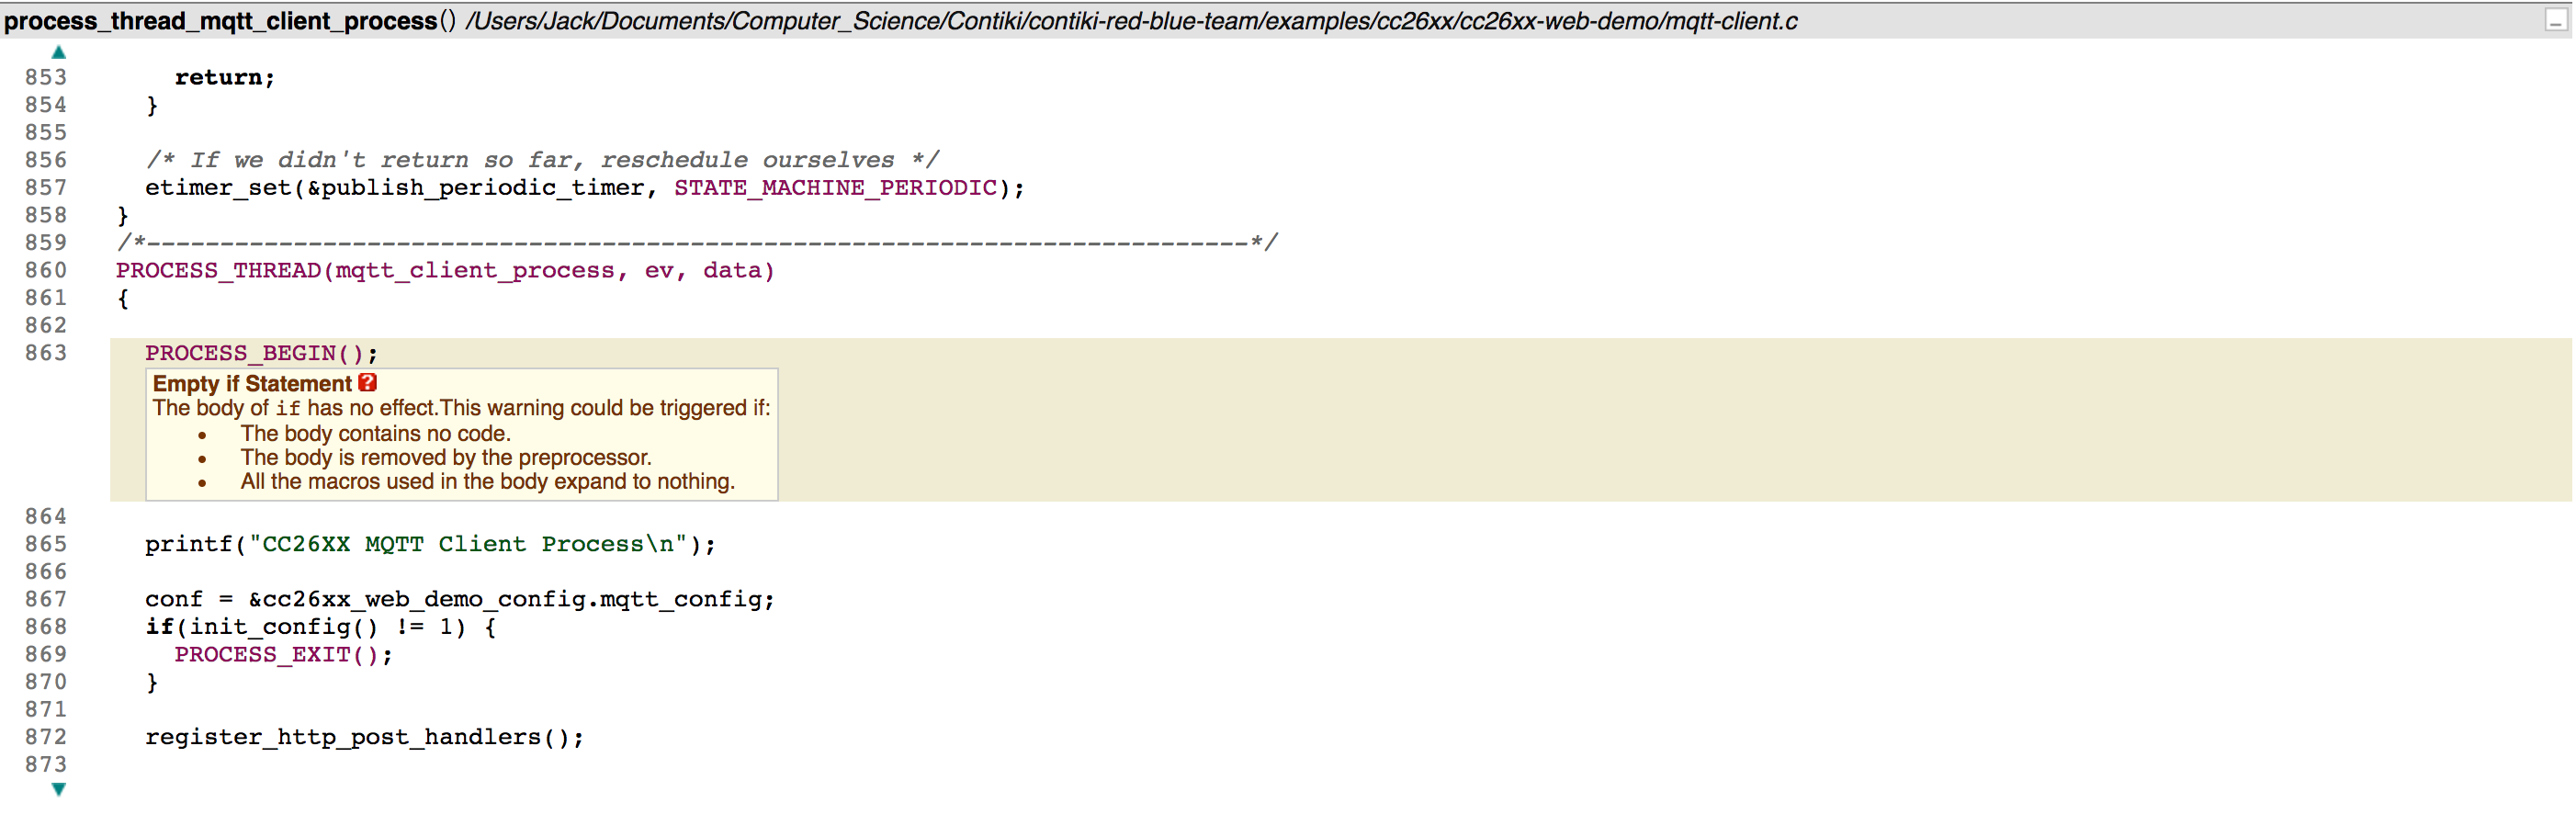 process_thread_mqtt_client_process() /Users/Jack/Documents/Computer_Science/Contiki/contiki-red-blue-team/examples/cc26xx/cc26xx-web-demo/mqtt-client.c
853 return;
854 }
855
856 /* If we didn't return so far, reschedule ourselves */
857 etimer_set(&publish_periodic_timer, STATE_MACHINE_PERIODIC);
858 }
859 /*---------------------------------------------------------------------------*/
860 PROCESS_THREAD(mqtt_client_process, ev, data)
861 {
862
863 PROCESS_BEGIN();
Empty if Statement ?
The body of if has no effect.This warning could be triggered if:
• The body contains no code.
• The body is removed by the preprocessor.
• All the macros used in the body expand to nothing.
864
865 printf("CC26XX MQTT Client Process\n");
866
867 conf = &cc26xx_web_demo_config.mqtt_config;
868 if(init_config() != 1) {
869 PROCESS_EXIT();
870 }
871
872 register_http_post_handlers();
873